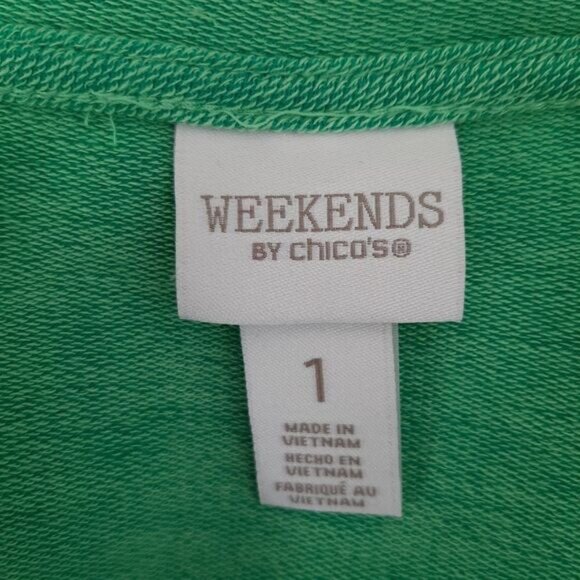 WEEKENDS
BY chico's®
1
MADE IN
VIETNAM
HECHO EN
VIETNAM
FABRIQUÉ AU
VIETNAM